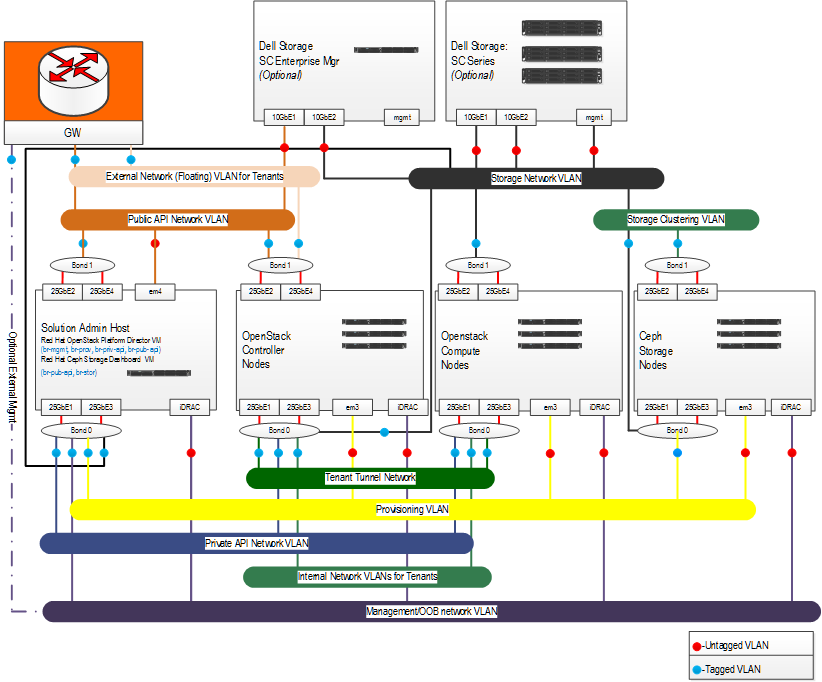 Dell Storage
SC Enterprise Mgr
(Optional)
10GbE1
10GbE2
mgmt
Dell Storage:
SC Series
(Optional)
10GbE1
10GbE2
mgmt
GW
External Network (Floating) VLAN for Tenants
Storage Network VLAN
Public API Network VLAN
Storage Clustering VLAN
Bond 1
Bond 1
Bond 1
Bond 1
25GbE2
25GbE4
em4
25GbE2
25GbE4
25GbE2
25GbE4
25GbE2
25GbE4
Solution Admin Host
Red Hat OpenStack Platform Director VM
(br-mgmt, br-prov, br-priv-api, br-pub-api)
Red Hat Ceph Storage Dashboard VM
(br-pub-api, br-stor)
OpenStack
Controller
Nodes
Openstack
Compute
Nodes
Ceph
Storage
Nodes
Optional External Mgmt
25GbE1
25GbE3
iDRAC
25GbE1
25GbE3
em3
iDRAC
25GbE1
25GbE3
em3
iDRAC
25GbE1
25GbE3
em3
iDRAC
Bond 0
Bond 0
Bond 0
Bond 0
Tenant Tunnel Network
Provisioning VLAN
Private API Network VLAN
Internal Network VLANs for Tenants
Management/OOB network VLAN
-Untagged VLAN
-Tagged VLAN